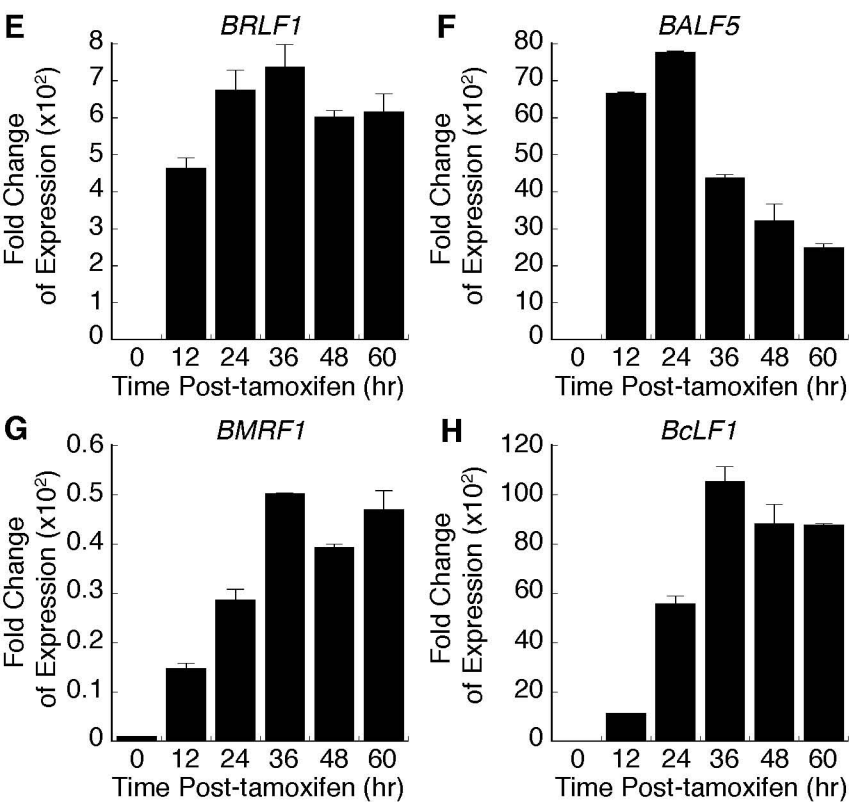 E
BRLF1
Fold Change
of Expression (x10²)
8
7
6
5
4
3
2
1
0
0 12 24 36 48 60
Time Post-tamoxifen (hr)
F
BALF5
Fold Change
of Expression (x10²)
80
70
60
50
40
30
20
10
0
0 12 24 36 48 60
Time Post-tamoxifen (hr)
G
BMRF1
Fold Change
of Expression (x10²)
0.6
0.5
0.4
0.3
0.2
0.1
0
0 12 24 36 48 60
Time Post-tamoxifen (hr)
H
BcLF1
Fold Change
of Expression (x10²)
120
100
80
60
40
20
0
0 12 24 36 48 60
Time Post-tamoxifen (hr)